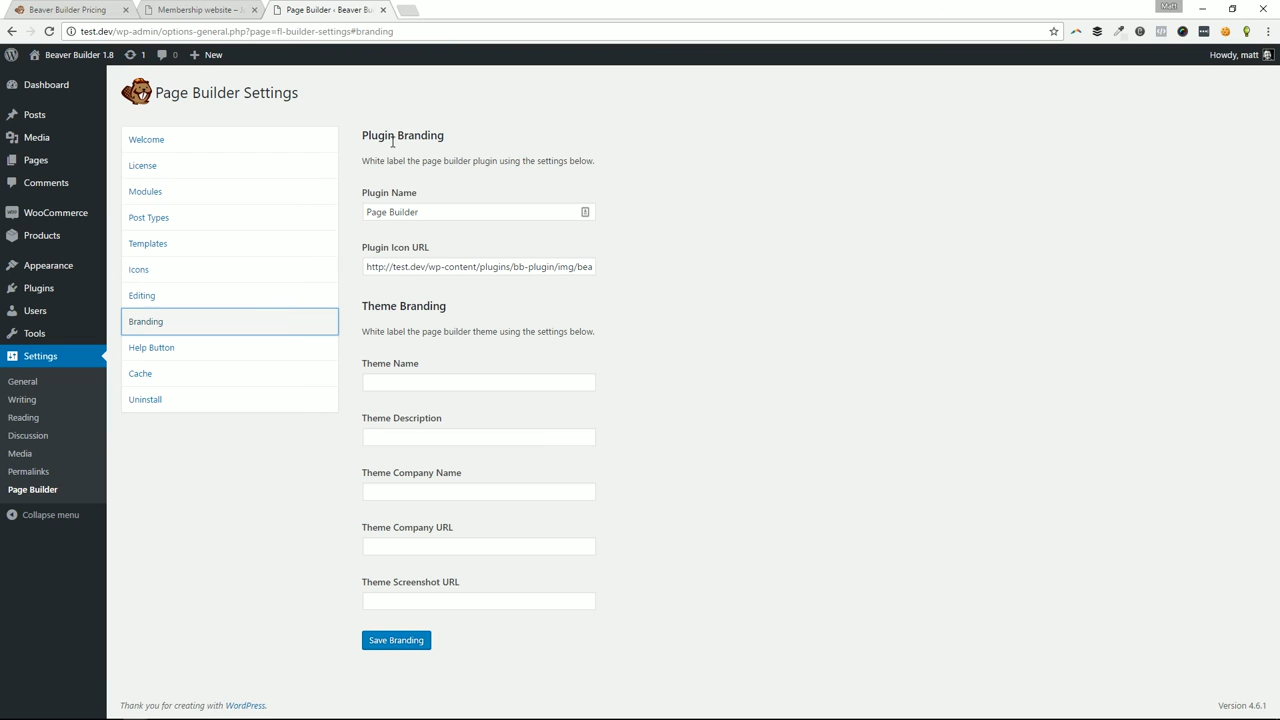 Beaver Builder Pricing
Membership website –
Page Builder ‹ Beaver Bu
Matt
test.dev/wp-admin/options-general.php?page=fl-builder-settings#branding
Beaver Builder 1.8
1
0
New
Howdy, matt
Dashboard
Posts
Media
Pages
Comments
WooCommerce
Products
Appearance
Plugins
Users
Tools
Settings
General
Writing
Reading
Discussion
Media
Permalinks
Page Builder
Collapse menu
Page Builder Settings
Welcome
License
Modules
Post Types
Templates
Icons
Editing
Branding
Help Button
Cache
Uninstall
Plugin Branding
White label the page builder plugin using the settings below.
Plugin Name
Page Builder
Plugin Icon URL
http://test.dev/wp-content/plugins/bb-plugin/img/bea
Theme Branding
White label the page builder theme using the settings below.
Theme Name
Theme Description
Theme Company Name
Theme Company URL
Theme Screenshot URL
Save Branding
Thank you for creating with WordPress.
Version 4.6.1